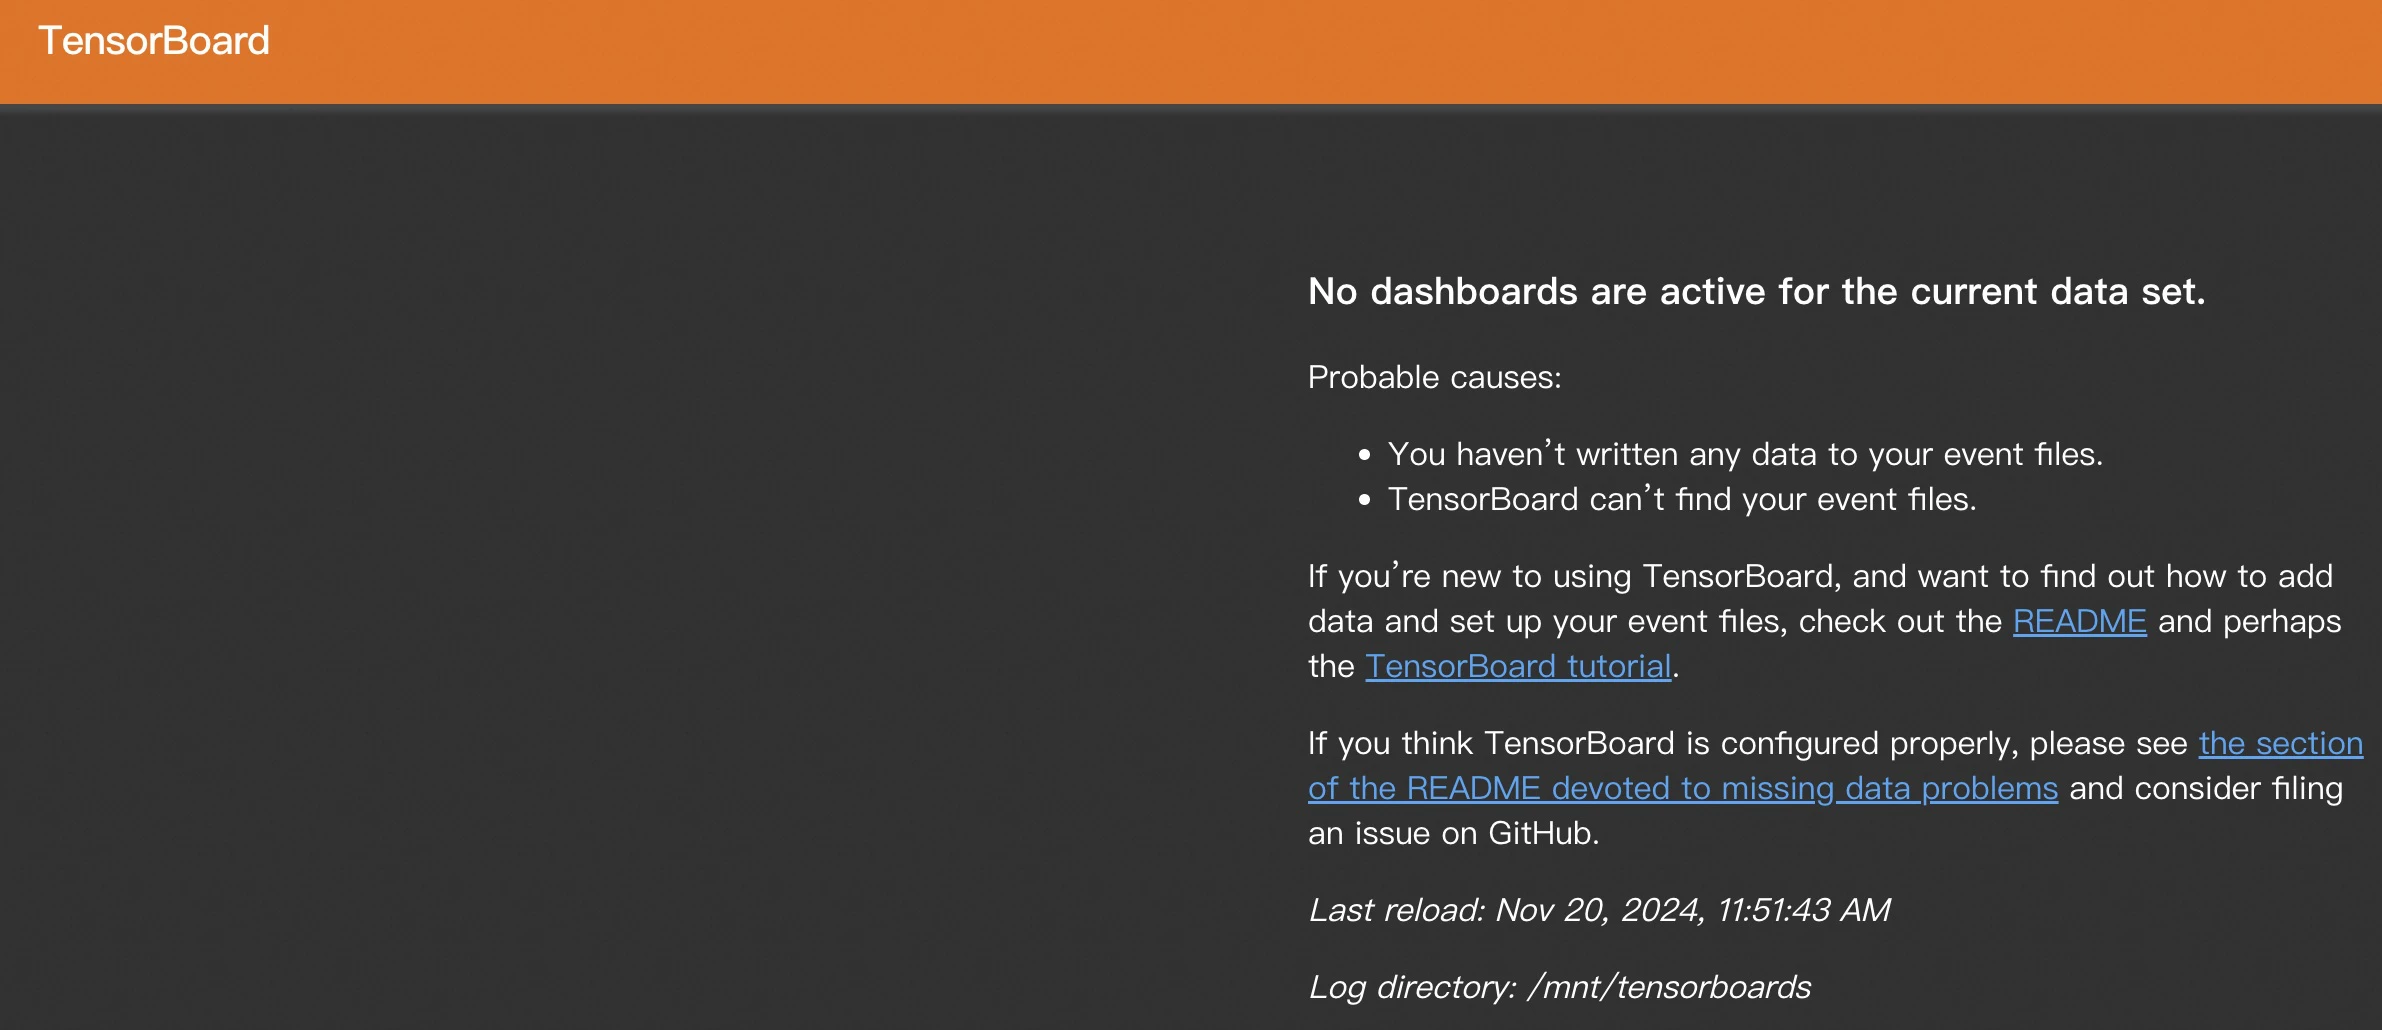 TensorBoard
No dashboards are active for the current data set.
Probable causes:
• You haven’t written any data to your event files.
• TensorBoard can’t find your event files.
If you’re new to using TensorBoard, and want to find out how to add
data and set up your event files, check out the README and perhaps
the TensorBoard tutorial.
If you think TensorBoard is configured properly, please see the section
of the README devoted to missing data problems and consider filing
an issue on GitHub.
Last reload: Nov 20, 2024, 11:51:43 AM
Log directory: /mnt/tensorboards